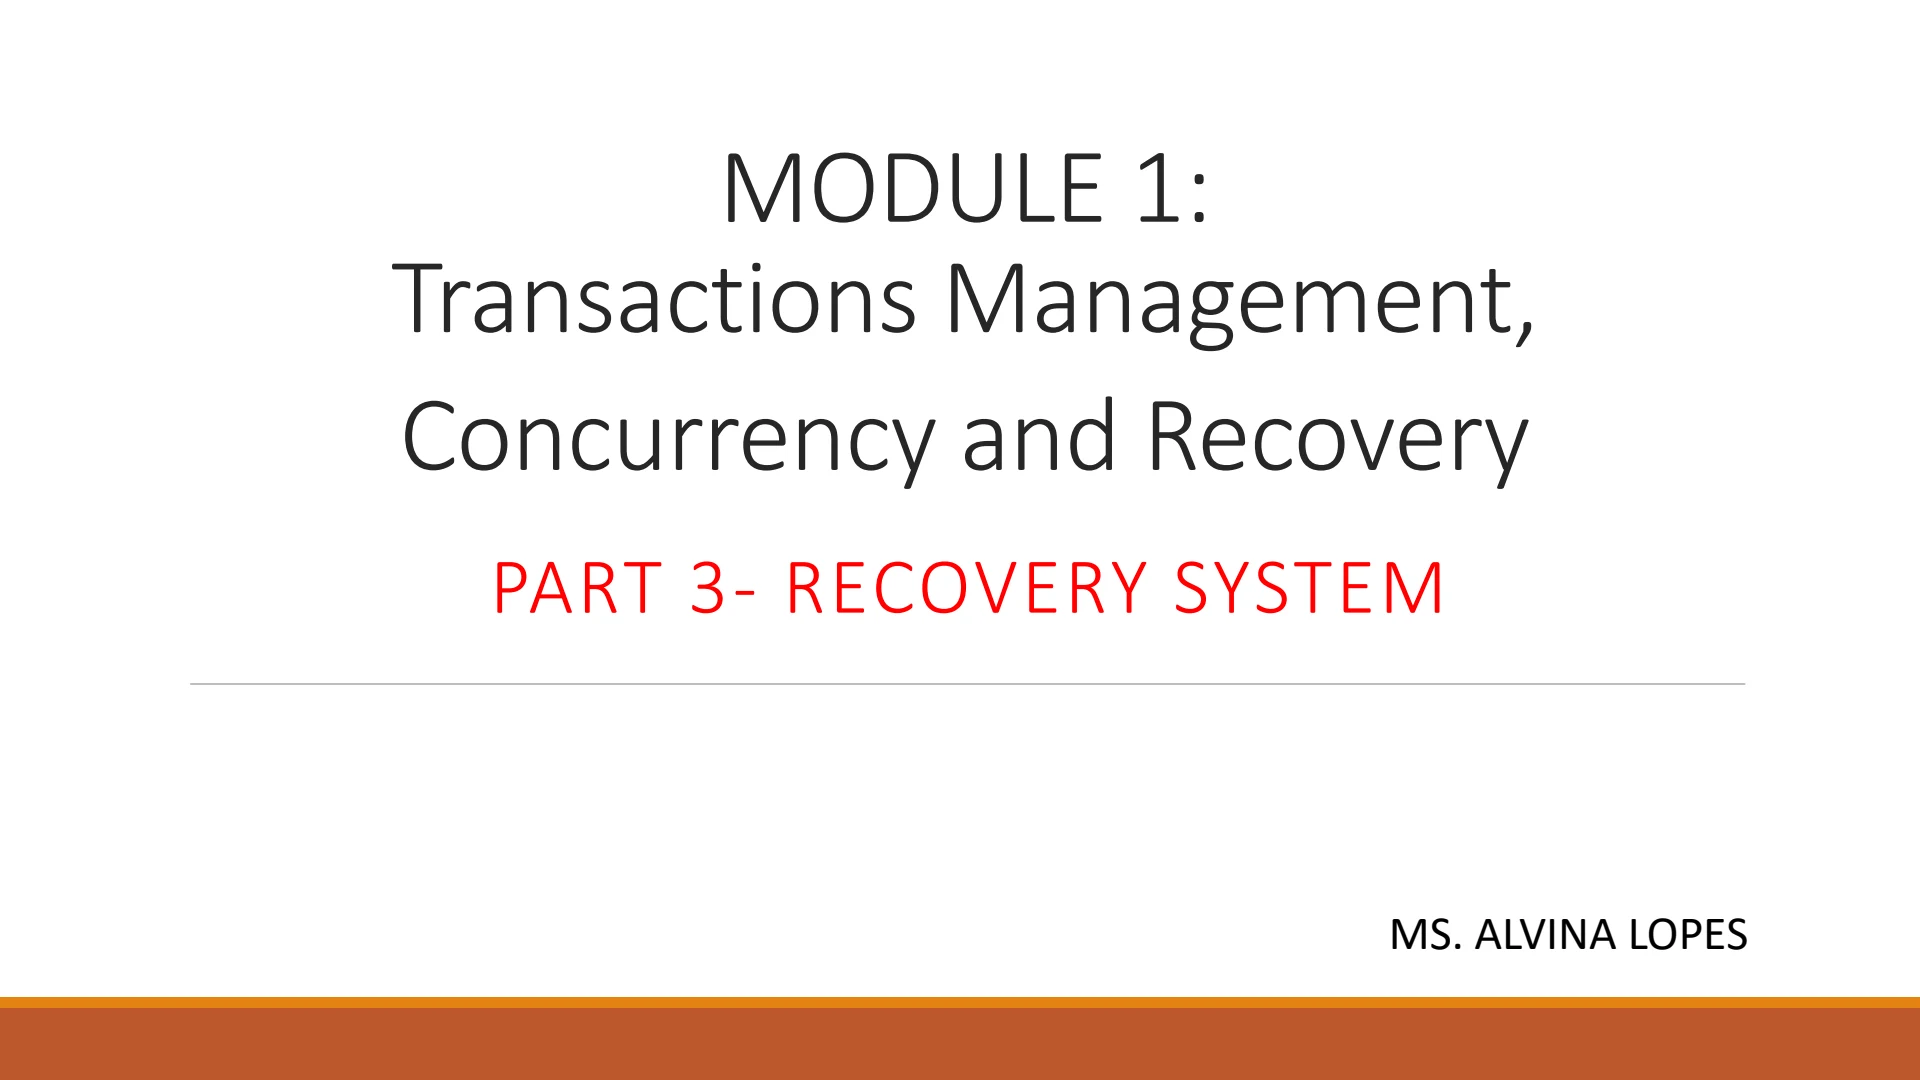 MODULE 1:
Transactions Management,
Concurrency and Recovery
PART 3- RECOVERY SYSTEM
MS. ALVINA LOPES